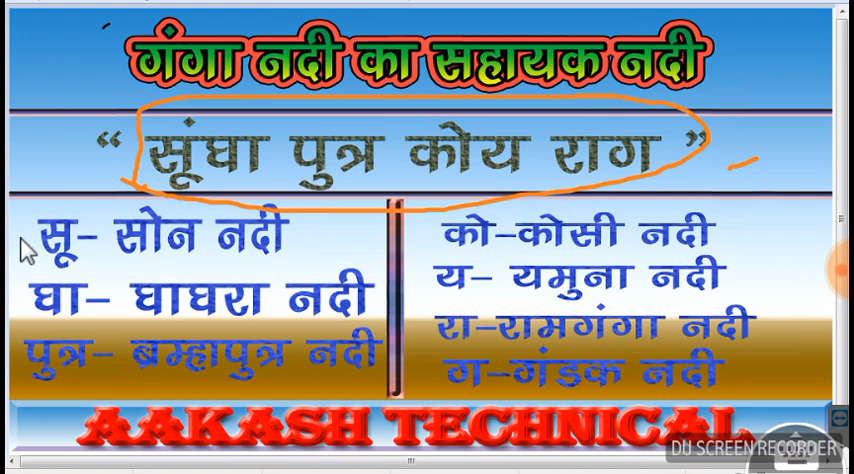 गंगा नदी का सहायक नदी
“ सूंघा पुत्र कोय राग ”
सू– सोन नदी
घा– घाघरा नदी
पुत्र– ब्रम्हापुत्र नदी
को–कोसी नदी
य– यमुना नदी
रा–रामगंगा नदी
ग–गंडक नदी
AAKASH TECHNICAL
DU SCREEN RECORDER